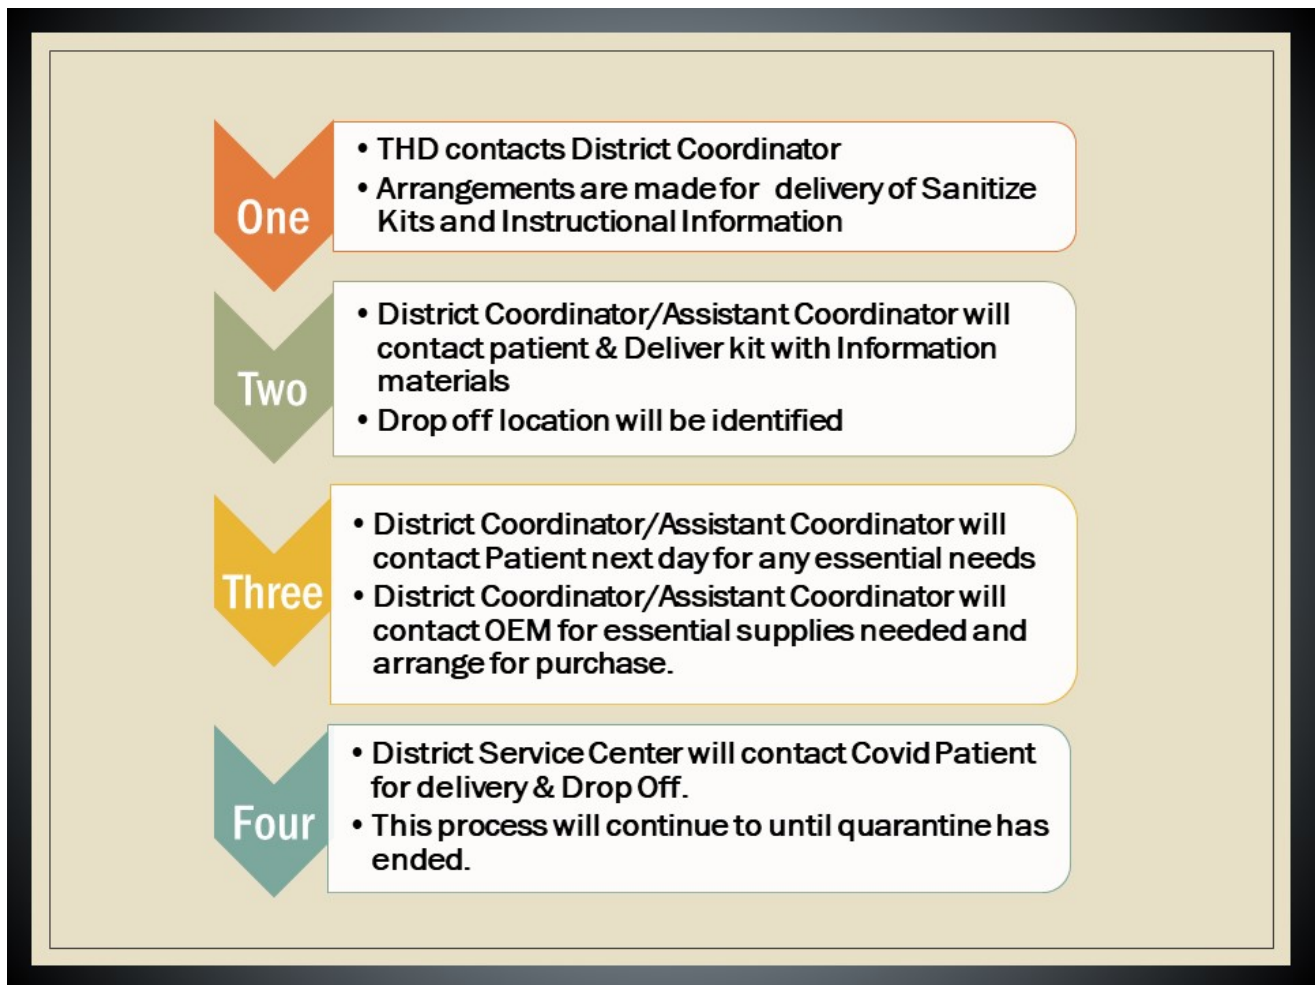 One
• THD contacts District Coordinator
• Arrangements are made for delivery of Sanitize
Kits and Instructional Information
Two
• District Coordinator/Assistant Coordinator will
contact patient & Deliver kit with Information
materials
• Drop off location will be identified
Three
• District Coordinator/Assistant Coordinator will
contact Patient next day for any essential needs
• District Coordinator/Assistant Coordinator will
contact OEM for essential supplies needed and
arrange for purchase.
Four
• District Service Center will contact Covid Patient
for delivery & Drop Off.
• This process will continue to until quarantine has
ended.